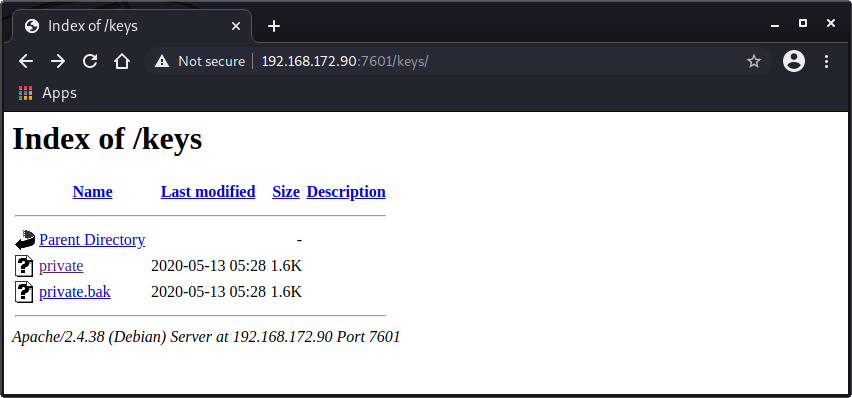 Index of /keys
Not secure 192.168.172.90:7601/keys/
Apps
Index of /keys
Name Last modified Size Description
Parent Directory -
private 2020-05-13 05:28 1.6K
private.bak 2020-05-13 05:28 1.6K
Apache/2.4.38 (Debian) Server at 192.168.172.90 Port 7601